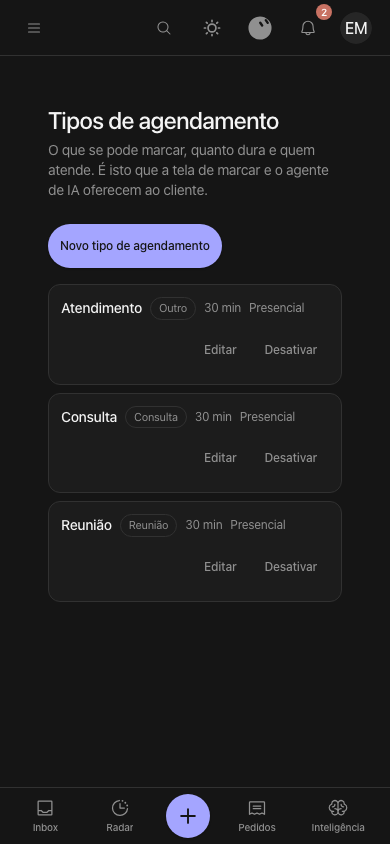 2
EM
Tipos de agendamento
O que se pode marcar, quanto dura e quem
atende. É isto que a tela de marcar e o agente
de IA oferecem ao cliente.
Novo tipo de agendamento
Atendimento Outro 30 min Presencial
Editar Desativar
Consulta Consulta 30 min Presencial
Editar Desativar
Reunião Reunião 30 min Presencial
Editar Desativar
Inbox Radar Pedidos Inteligência